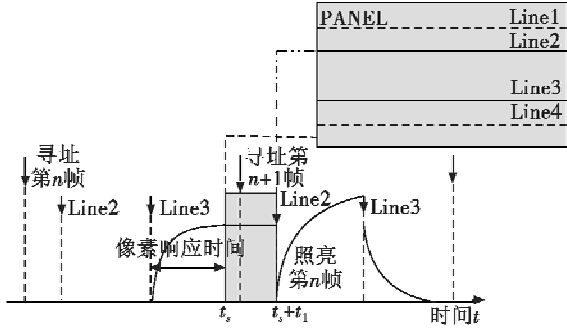 PANEL
Line1
Line2
Line3
Line4
寻址
第n帧
寻址第
n+1帧
Line2
Line3
Line2
Line3
像素响应时间
照亮
第n帧
tₛ
tₛ+t₁
时间t